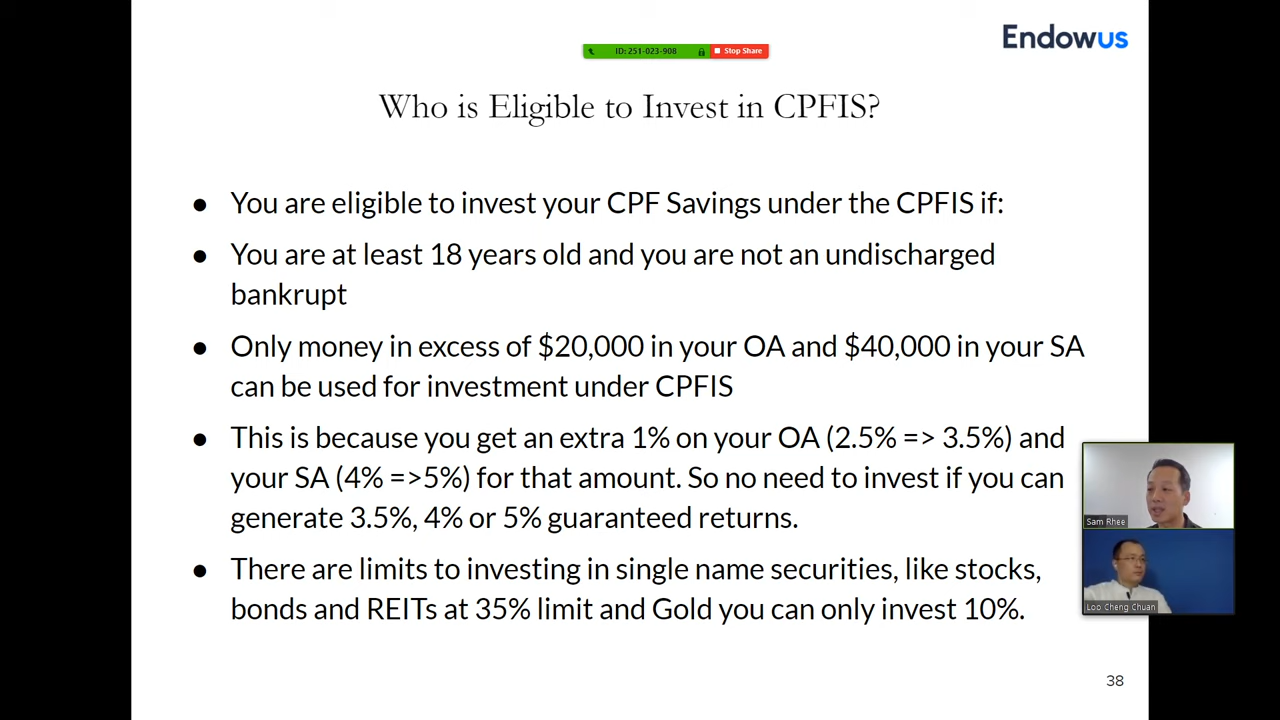 Endowus
ID: 251-023-908
Stop Share
Who is Eligible to Invest in CPFIS?
● You are eligible to invest your CPF Savings under the CPFIS if:
● You are at least 18 years old and you are not an undischarged
bankrupt
● Only money in excess of $20,000 in your OA and $40,000 in your SA
can be used for investment under CPFIS
● This is because you get an extra 1% on your OA (2.5% => 3.5%) and
your SA (4% =>5%) for that amount. So no need to invest if you can
generate 3.5%, 4% or 5% guaranteed returns.
● There are limits to investing in single name securities, like stocks,
bonds and REITs at 35% limit and Gold you can only invest 10%.
Sam Rhee
Loo Cheng Chuan
38